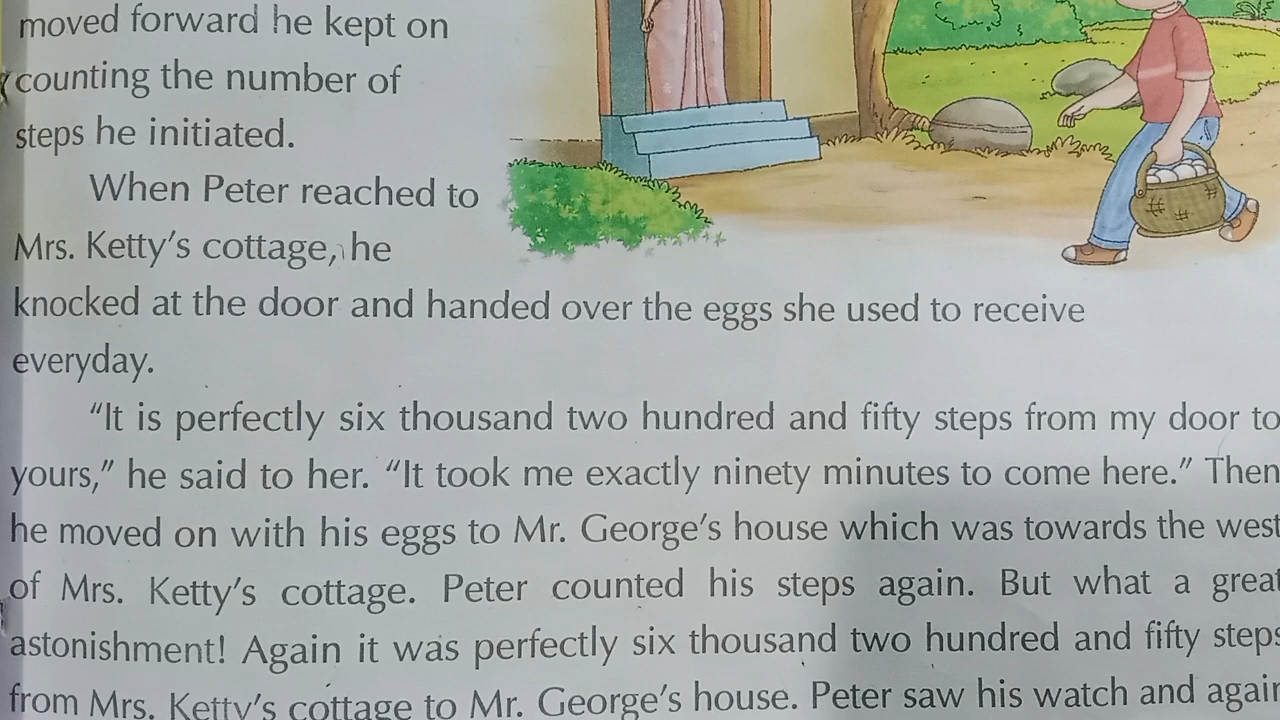 moved forward he kept on
counting the number of
steps he initiated.
When Peter reached to
Mrs. Ketty's cottage, he
knocked at the door and handed over the eggs she used to receive
everyday.
“It is perfectly six thousand two hundred and fifty steps from my door to
yours,” he said to her. “It took me exactly ninety minutes to come here.” Then
he moved on with his eggs to Mr. George's house which was towards the west
of Mrs. Ketty's cottage. Peter counted his steps again. But what a great
astonishment! Again it was perfectly six thousand two hundred and fifty steps
from Mrs. Ketty's cottage to Mr. George's house. Peter saw his watch and again